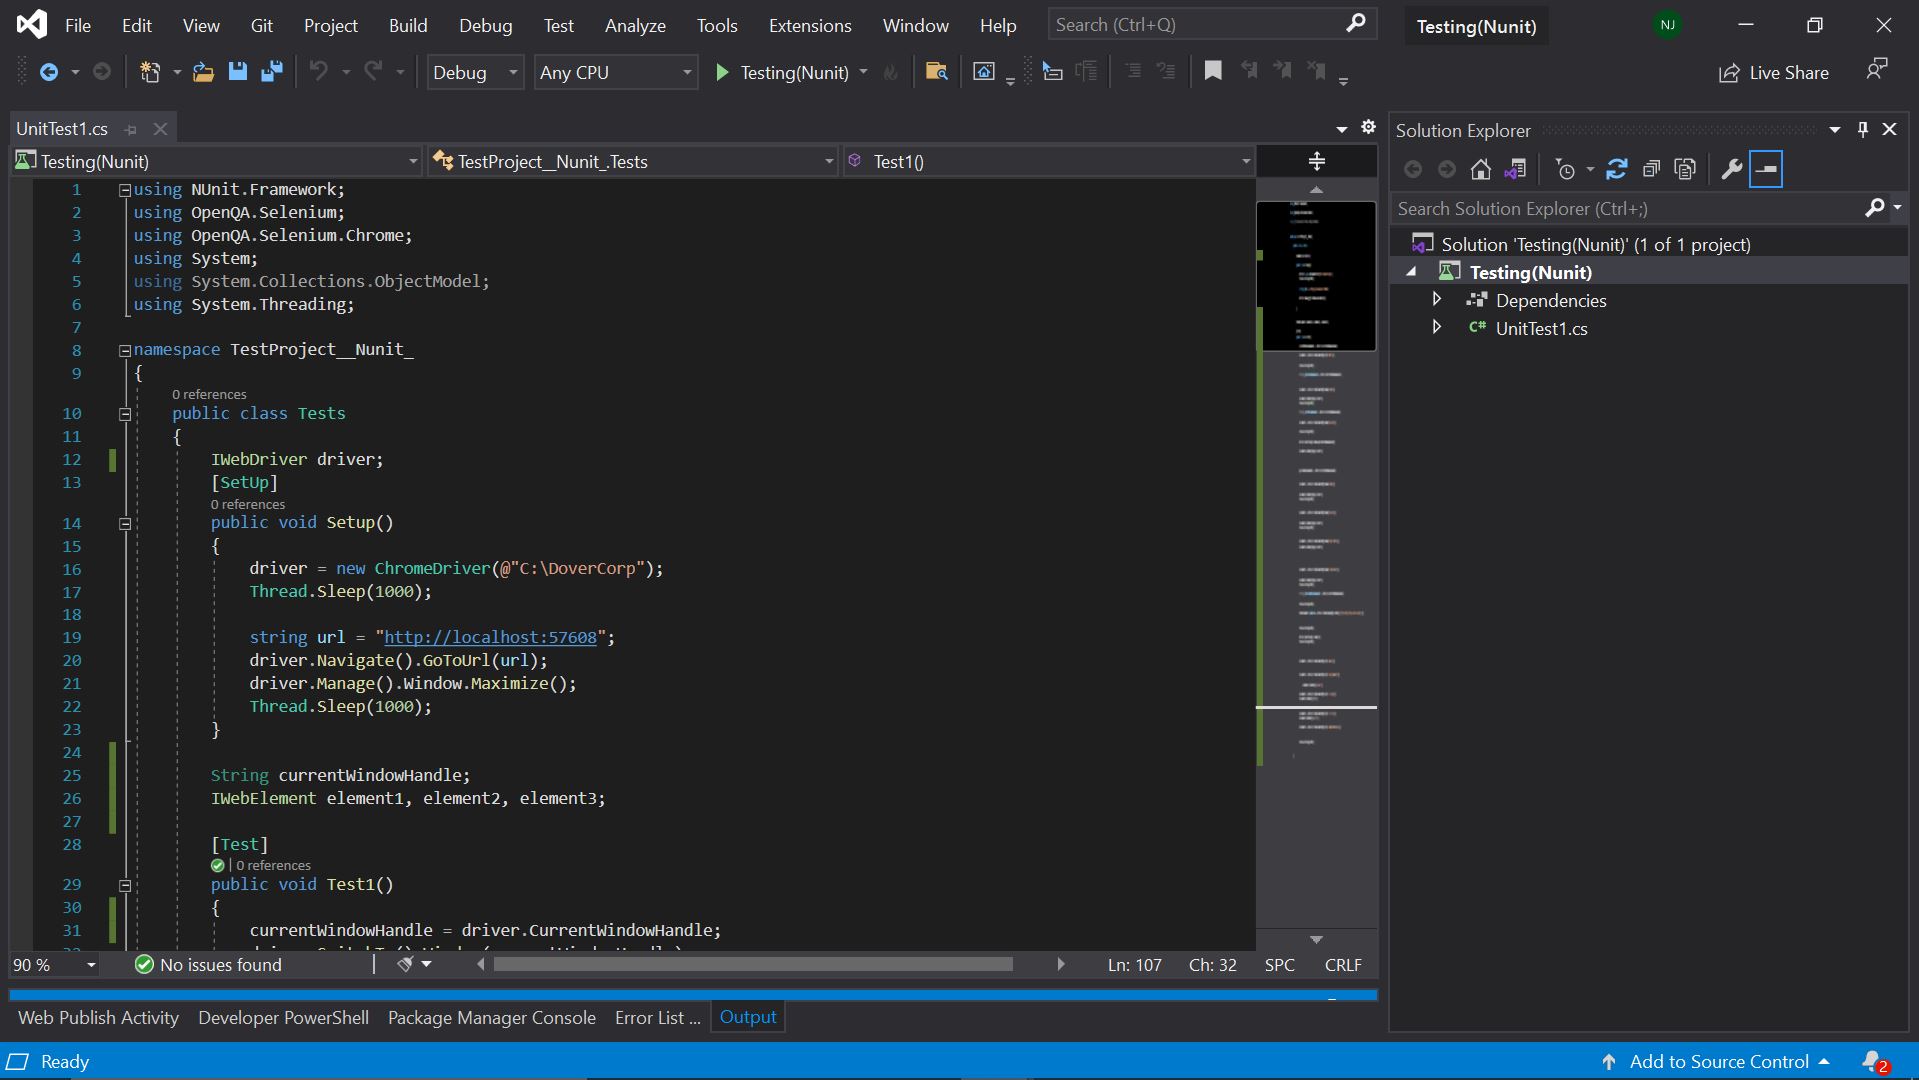 File Edit View Git Project Build Debug Test Analyze Tools Extensions Window Help Search (Ctrl+Q) Testing(Nunit) NJ
Debug Any CPU Testing(Nunit) Live Share
UnitTest1.cs
Testing(Nunit) TestProject__Nunit_.Tests Test1()
1 using NUnit.Framework;
2 using OpenQA.Selenium;
3 using OpenQA.Selenium.Chrome;
4 using System;
5 using System.Collections.ObjectModel;
6 using System.Threading;
7
8 namespace TestProject__Nunit_
9 {
0 references
10 public class Tests
11 {
12 IWebDriver driver;
13 [SetUp]
0 references
14 public void Setup()
15 {
16 driver = new ChromeDriver(@"C:\DoverCorp");
17 Thread.Sleep(1000);
18
19 string url = "http://localhost:57608";
20 driver.Navigate().GoToUrl(url);
21 driver.Manage().Window.Maximize();
22 Thread.Sleep(1000);
23 }
24
25 String currentWindowHandle;
26 IWebElement element1, element2, element3;
27
28 [Test]
| 0 references
29 public void Test1()
30 {
31 currentWindowHandle = driver.CurrentWindowHandle;
90 % No issues found Ln: 107 Ch: 32 SPC CRLF
Web Publish Activity Developer PowerShell Package Manager Console Error List ... Output
Solution Explorer
Search Solution Explorer (Ctrl+;)
Solution 'Testing(Nunit)' (1 of 1 project)
Testing(Nunit)
Dependencies
C# UnitTest1.cs
Ready Add to Source Control 2